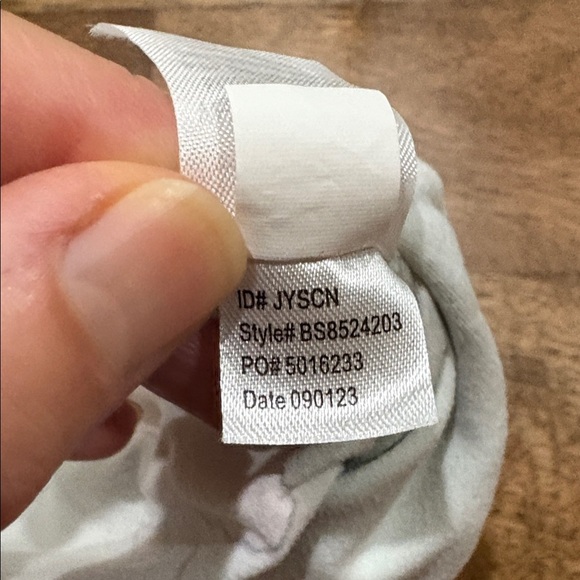 ID# JYSCN
Style# BS8524203
PO# 5016233
Date 090123